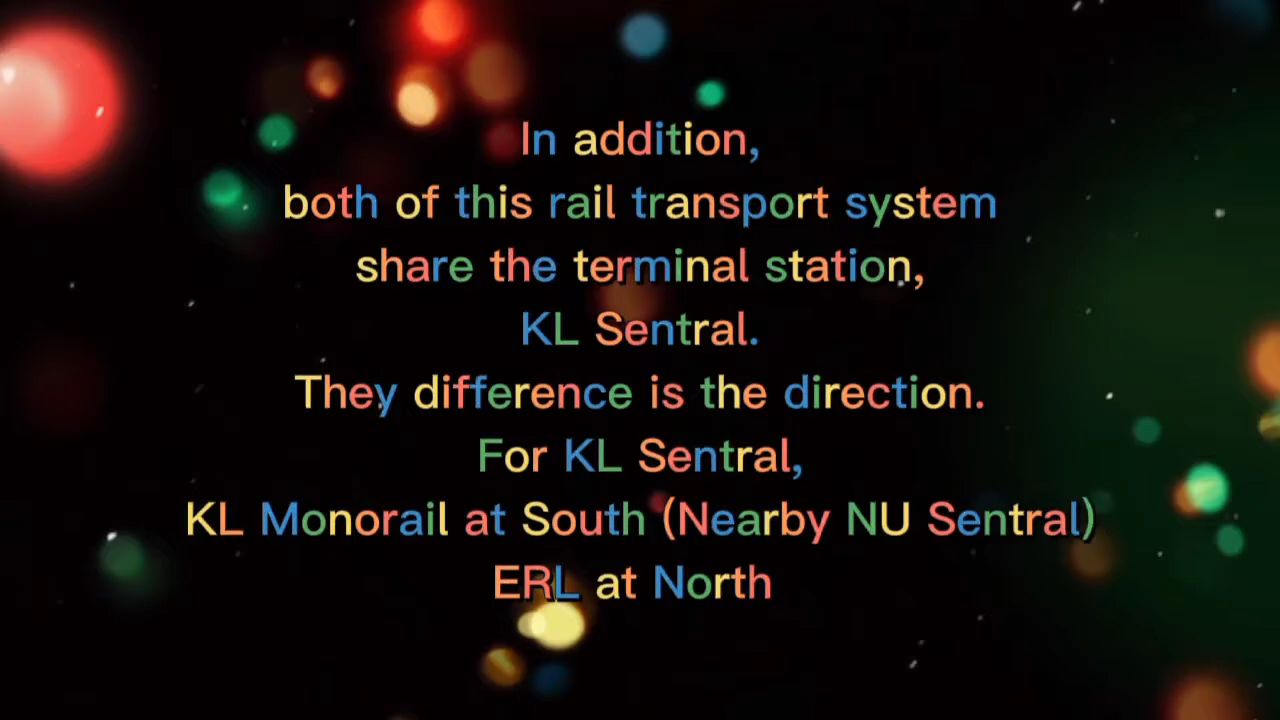 In addition,
both of this rail transport system
share the terminal station,
KL Sentral.
They difference is the direction.
For KL Sentral,
KL Monorail at South (Nearby NU Sentral)
ERL at North